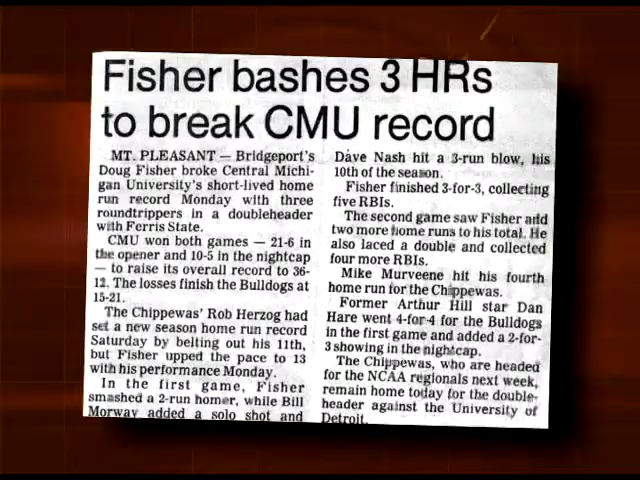 Fisher bashes 3 HRs
to break CMU record
MT. PLEASANT — Bridgeport's
Doug Fisher broke Central Michi-
gan University's short-lived home
run record Monday with three
roundtrippers in a doubleheader
with Ferris State.
CMU won both games — 21-6 in
the opener and 10-5 in the nightcap
— to raise its overall record to 36-
12. The losses finish the Bulldogs at
15-21.
The Chippewas' Rob Herzog had
set a new season home run record
Saturday by belting out his 11th,
but Fisher upped the pace to 13
with his performance Monday.
In the first game, Fisher
smashed a 2-run homer, while Bill
Morway added a solo shot and
Dave Nash hit a 3-run blow, his
10th of the season.
Fisher finished 3-for-3, collecting
five RBIs.
The second game saw Fisher add
two more home runs to his total. He
also laced a double and collected
four more RBIs.
Mike Murveene hit his fourth
home run for the Chippewas.
Former Arthur Hill star Dan
Hare went 4-for-4 for the Bulldogs
in the first game and added a 2-for-
3 showing in the nightcap.
The Chippewas, who are headed
for the NCAA regionals next week,
remain home today for the double-
header against the University of
Detroit.